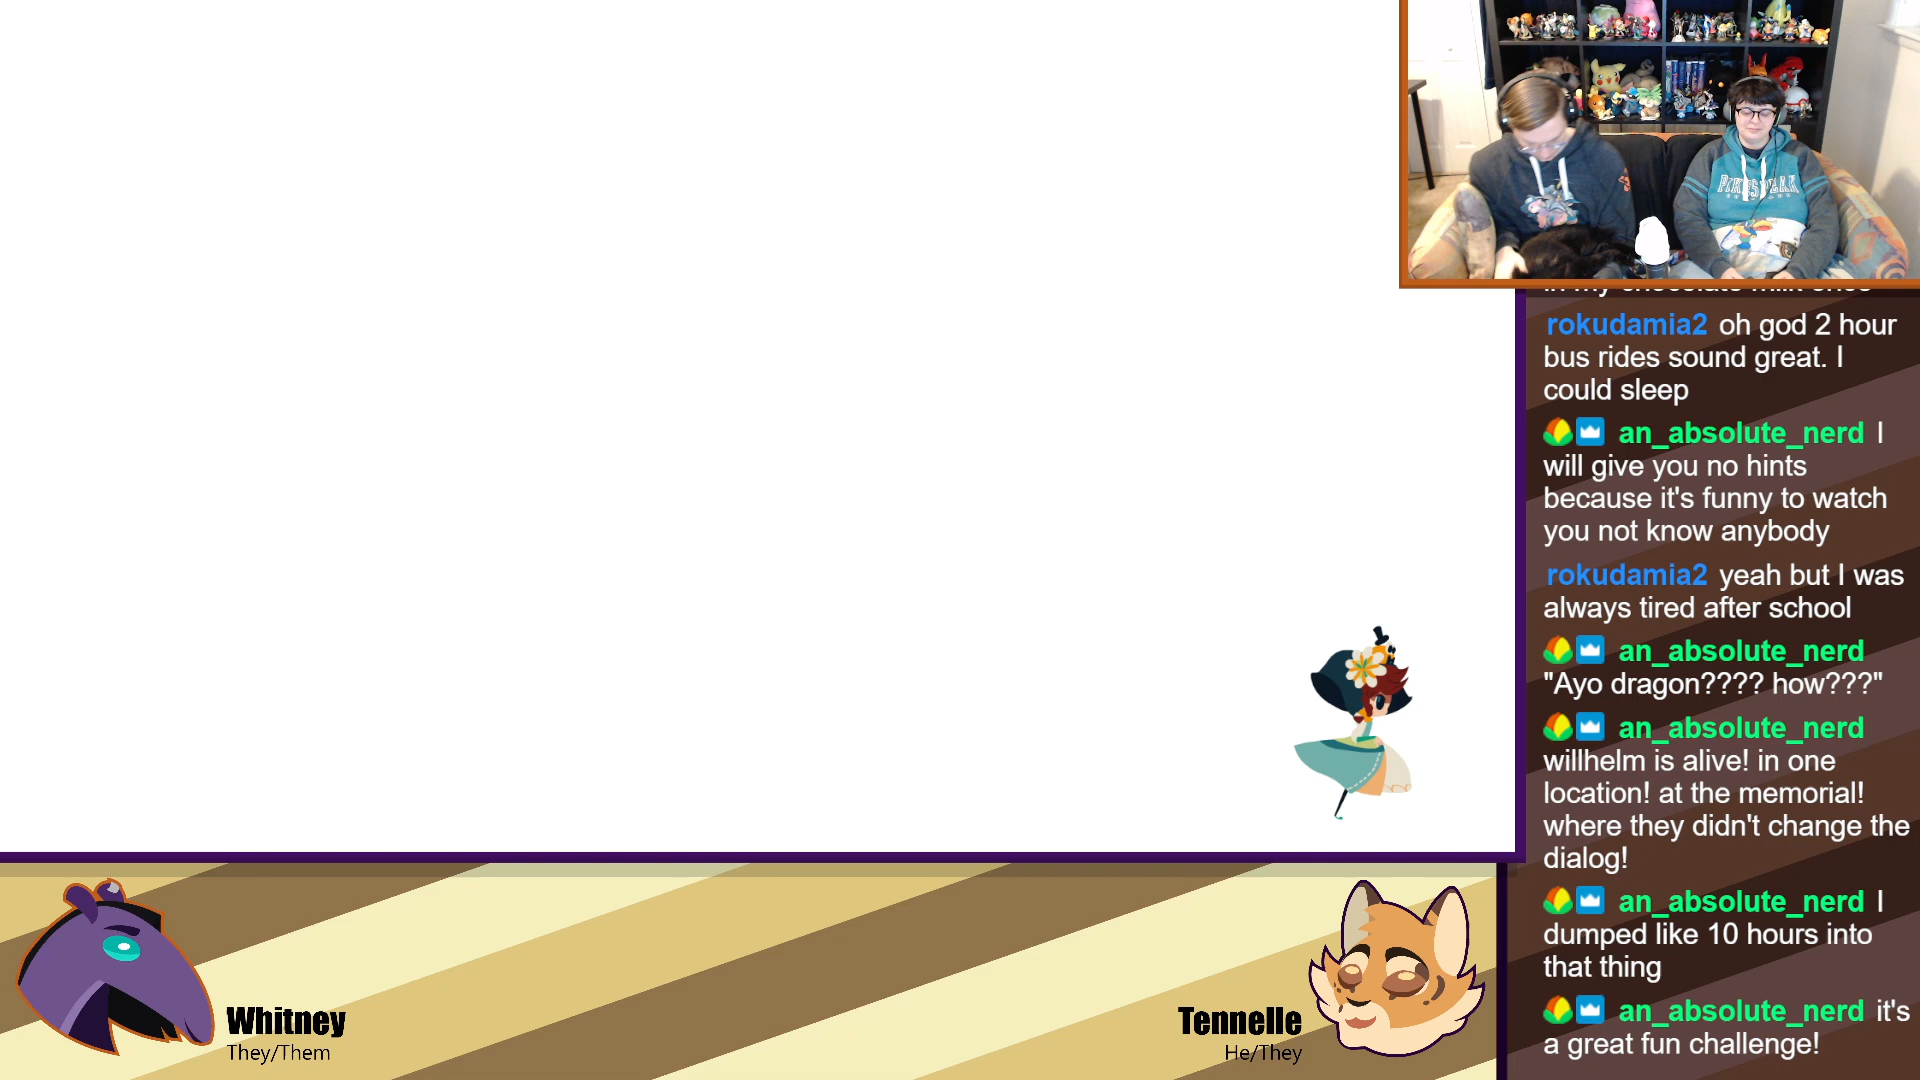 PIKES PEAK
rokudamia2 oh god 2 hour
bus rides sound great. I
could sleep
an_absolute_nerd I
will give you no hints
because it's funny to watch
you not know anybody
rokudamia2 yeah but I was
always tired after school
an_absolute_nerd
"Ayo dragon???? how???"
an_absolute_nerd
willhelm is alive! in one
location! at the memorial!
where they didn't change the
dialog!
an_absolute_nerd I
dumped like 10 hours into
that thing
an_absolute_nerd it's
a great fun challenge!
Whitney
They/Them
Tennelle
He/They